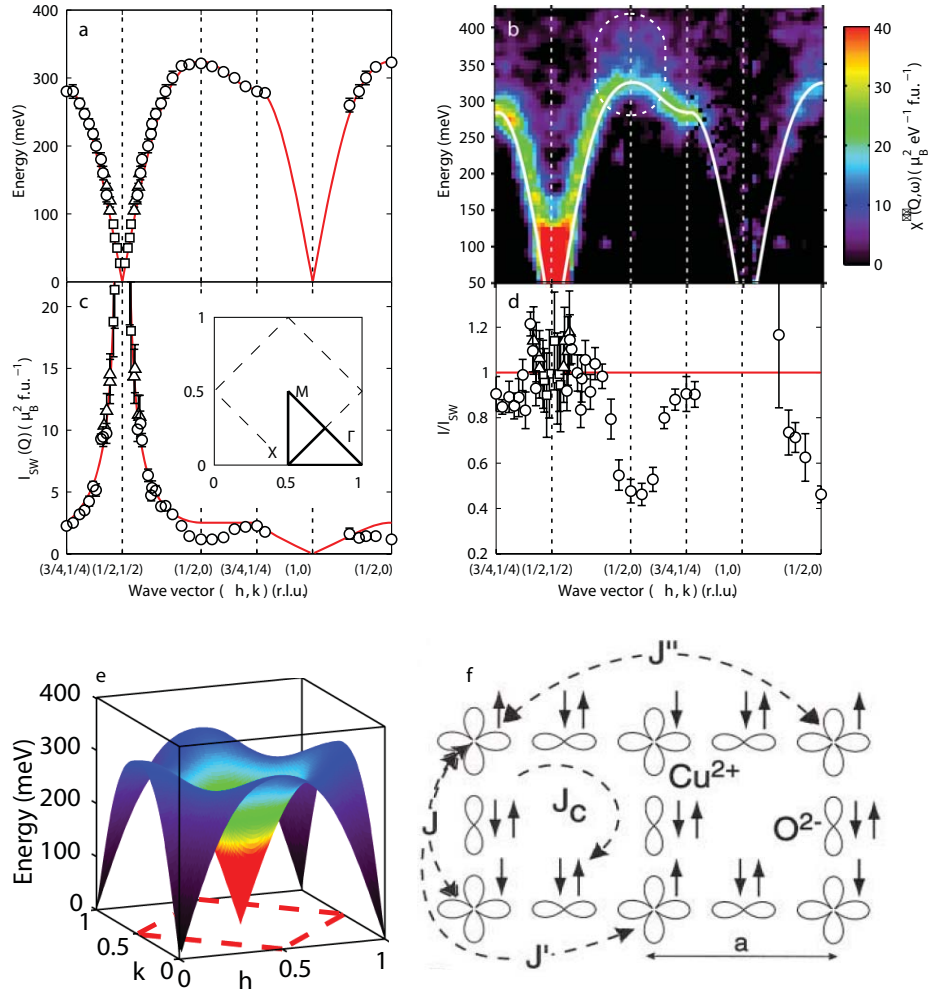 a
400
300
200
100
0
Energy (meV)
b
400
350
300
250
200
150
100
50
Energy (meV)
40
30
20
10
0
(Q,ω) ( μ_B^2 eV^-1 f.u.^-1)
c
20
15
10
5
0
I_SW (Q) ( μ_B^2 f.u.^-1)
1
0.5
0
0 0.5 1
M
X
Γ
(3/4,1/4) (1/2,1/2) (1/2,0) (3/4,1/4) (1,0) (1/2,0)
Wave vector ( h, k) (r.l.u.)
d
1.2
1
0.8
0.6
0.4
0.2
I/I_SW
(3/4,1/4) (1/2,1/2) (1/2,0) (3/4,1/4) (1,0) (1/2,0)
Wave vector ( h, k) (r.l.u.)
e
400
300
200
100
0
Energy (meV)
1
0.5
0
k
0
0.5
1
h
f
J"
Cu2+
J
J_C
O2-
J'
a